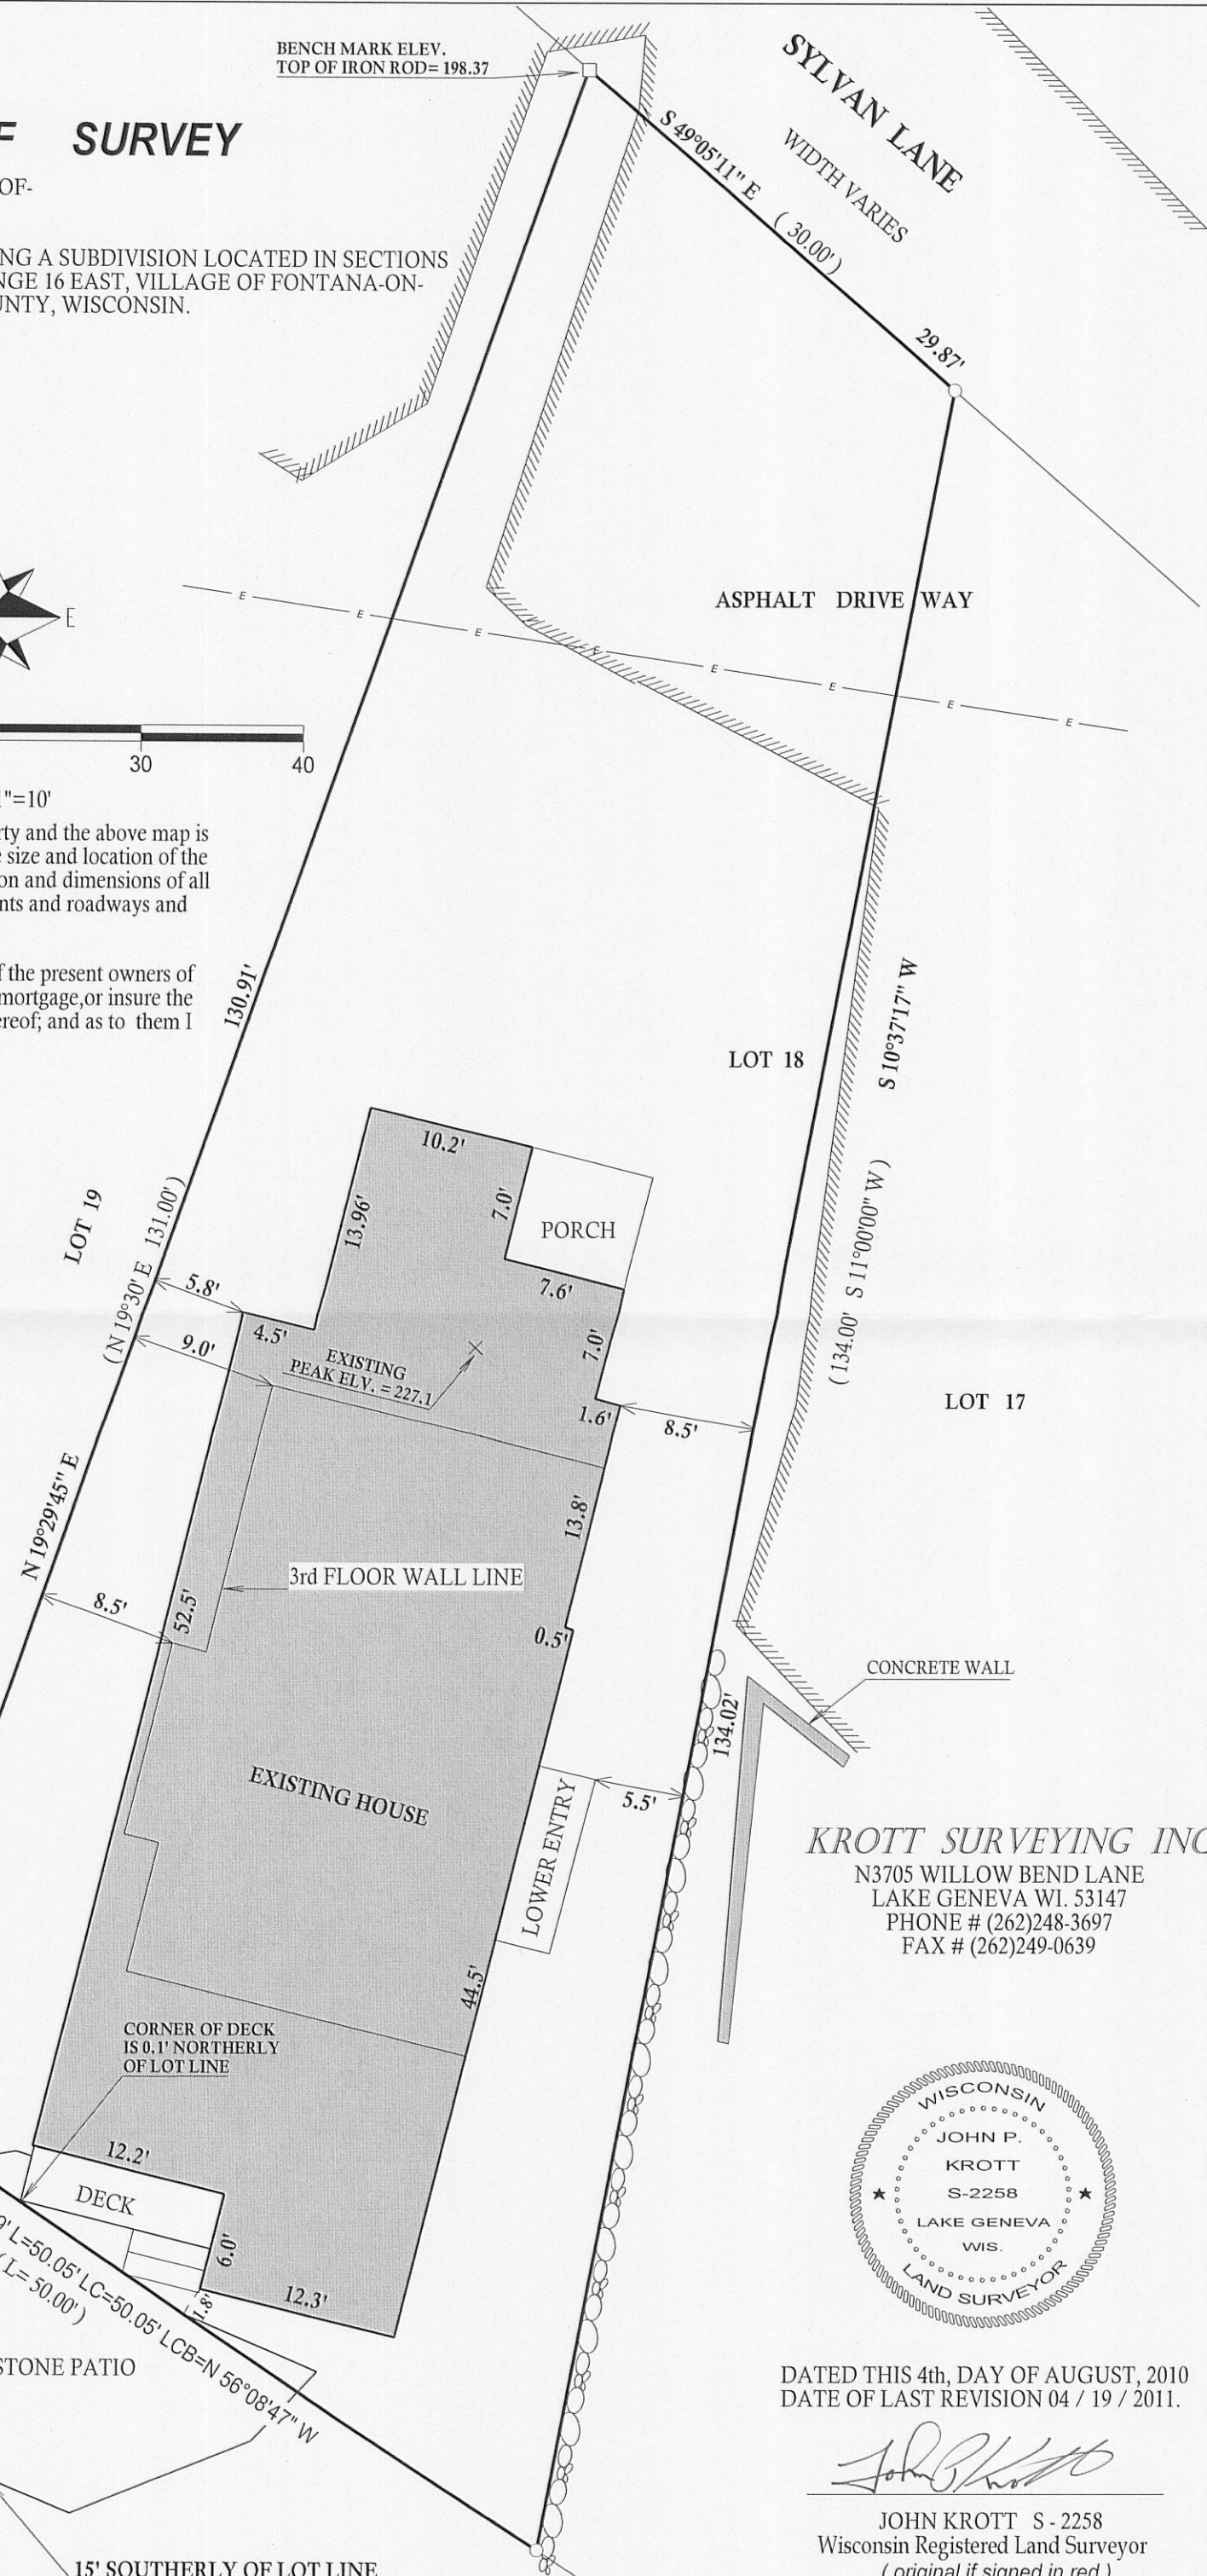 BENCH MARK ELEV.
TOP OF IRON ROD= 198.37
SYLVAN LANE
WIDTH VARIES
F SURVEY
OF-
S 49°05'11" E
( 30.00')
29.87'
NG A SUBDIVISION LOCATED IN SECTIONS
NGE 16 EAST, VILLAGE OF FONTANA-ON-
UNTY, WISCONSIN.
E
E
E
E
E
E
E
E
ASPHALT DRIVE WAY
30
40
1"=10'
rty and the above map is
e size and location of the
on and dimensions of all
nts and roadways and
f the present owners of
mortgage,or insure the
ereof; and as to them I
130.91'
S 10°37'17" W
LOT 18
10.2'
13.96'
7.0'
PORCH
7.6'
LOT 19
(N 19°30' E 131.00')
( 134.00' S 11°00'00" W )
5.8'
4.5'
9.0'
EXISTING
PEAK ELV. = 227.1
7.0'
1.6'
8.5'
LOT 17
N 19°29'45" E
13.8'
3rd FLOOR WALL LINE
8.5'
52.5'
0.5'
CONCRETE WALL
134.02'
EXISTING HOUSE
LOWER ENTRY
5.5'
KROTT SURVEYING INC
N3705 WILLOW BEND LANE
LAKE GENEVA WI. 53147
PHONE # (262)248-3697
FAX # (262)249-0639
44.5'
CORNER OF DECK
IS 0.1' NORTHERLY
OF LOT LINE
WISCONSIN
JOHN P.
KROTT
S-2258
LAKE GENEVA
WIS.
LAND SURVEYOR
12.2'
DECK
6.0'
12.3'
1.8'
9' L=50.05' LC=50.05' LCB=N 56°08'47" W
( L= 50.00' )
STONE PATIO
DATED THIS 4th, DAY OF AUGUST, 2010
DATE OF LAST REVISION 04 / 19 / 2011.
John P Krott
JOHN KROTT S - 2258
Wisconsin Registered Land Surveyor
( original if signed in red )
15' SOUTHERLY OF LOT LINE